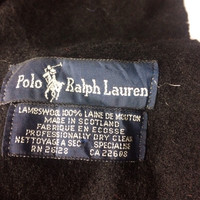 Polo Ralph Lauren
LAMBSWOOL 100% LAINE DE MOUTON
MADE IN SCOTLAND
FABRIQUE EN ECOSSE
PROFESSIONALLY DRY CLEAN
NETTOYAGE A SEC SPECIALISE
RN 26128 CA 22608